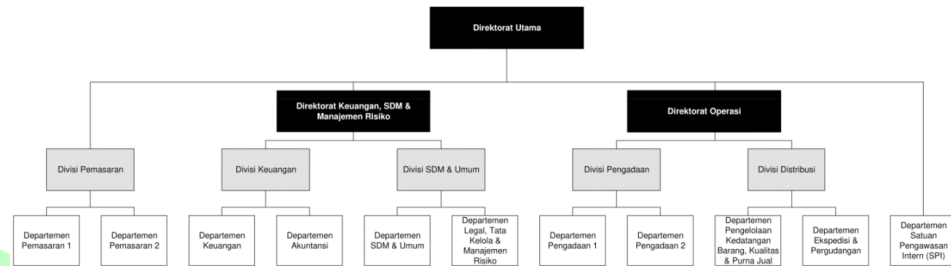 Direktorat Utama
Direktorat Keuangan, SDM &
Manajemen Risiko
Direktorat Operasi
Divisi Pemasaran
Divisi Keuangan
Divisi SDM & Umum
Divisi Pengadaan
Divisi Distribusi
Departemen
Pemasaran 1
Departemen
Pemasaran 2
Departemen
Keuangan
Departemen
Akuntansi
Departemen
SDM & Umum
Departemen
Legal, Tata
Kelola &
Manajemen
Risiko
Departemen
Pengadaan 1
Departemen
Pengadaan 2
Departemen
Pengelolaan
Kedatangan
Barang, Kualitas
& Purna Jual
Departemen
Ekspedisi &
Pergudangan
Departemen
Satuan
Pengawasan
Intern (SPI)